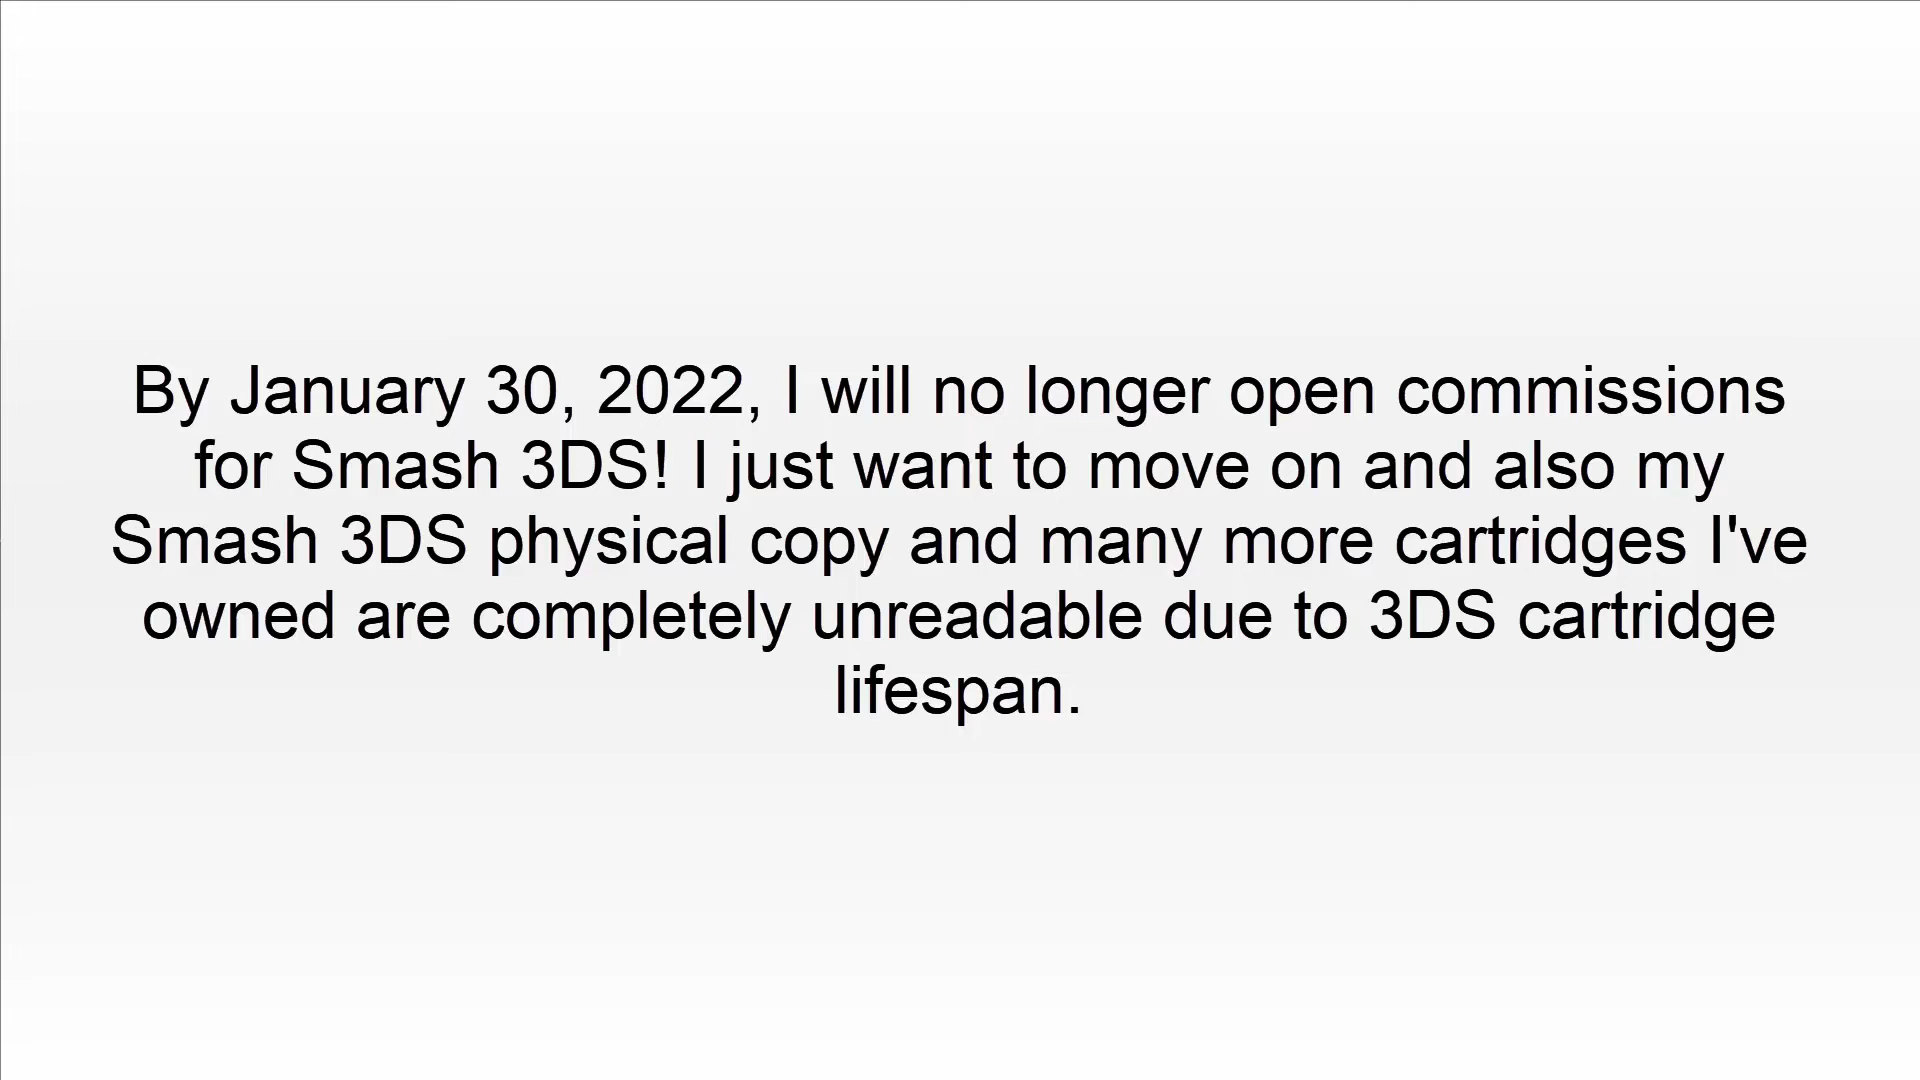 By January 30, 2022, I will no longer open commissions
for Smash 3DS! I just want to move on and also my
Smash 3DS physical copy and many more cartridges I've
owned are completely unreadable due to 3DS cartridge
lifespan.